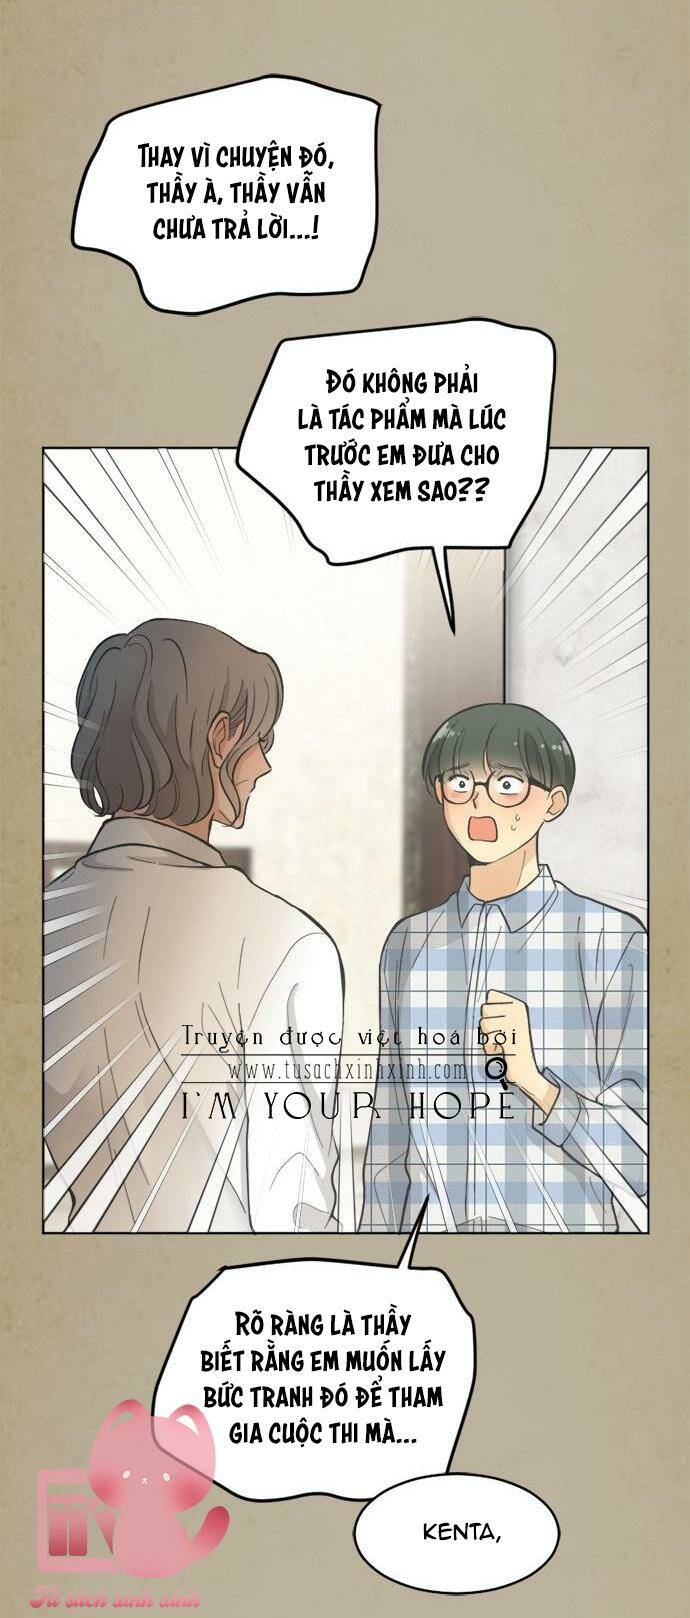 THAY VÌ CHUYỆN ĐÓ,
THẦY À, THẦY VẪN
CHƯA TRẢ LỜI...!
ĐÓ KHÔNG PHẢI
LÀ TÁC PHẨM MÀ LÚC
TRƯỚC EM ĐƯA CHO
THẦY XEM SAO??
Truyện được việt hoá bởi
www.tusachxinhxinh.com
I'M YOUR HOPE
RÕ RÀNG LÀ THẦY
BIẾT RẰNG EM MUỐN LẤY
BỨC TRANH ĐÓ ĐỂ THAM
GIA CUỘC THI MÀ...
KENTA,
Tủ sách xinh xinh